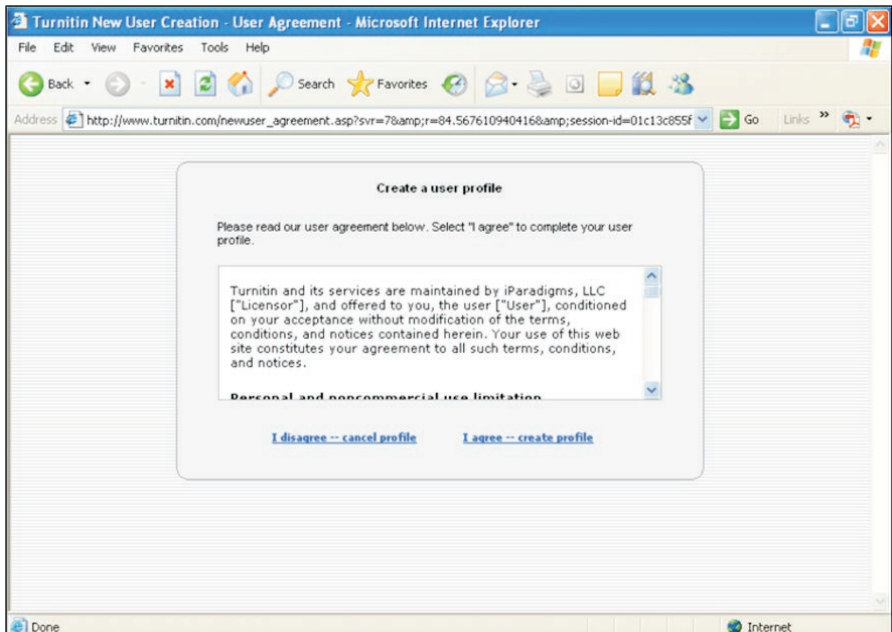 Turnitin New User Creation - User Agreement - Microsoft Internet Explorer
File Edit View Favorites Tools Help
Back Search Favorites
Address http://www.turnitin.com/newuser_agreement.asp?svr=7&amp;r=84.5676109404168&amp;session-id=01c13c855f Go Links »
Create a user profile
Please read our user agreement below. Select "I agree" to complete your user
profile.
Turnitin and its services are maintained by iParadigms, LLC
["Licensor"], and offered to you, the user ["User"], conditioned
on your acceptance without modification of the terms,
conditions, and notices contained herein. Your use of this web
site constitutes your agreement to all such terms, conditions,
and notices.
Personal and noncommercial use limitation
I disagree -- cancel profile I agree -- create profile
Done Internet